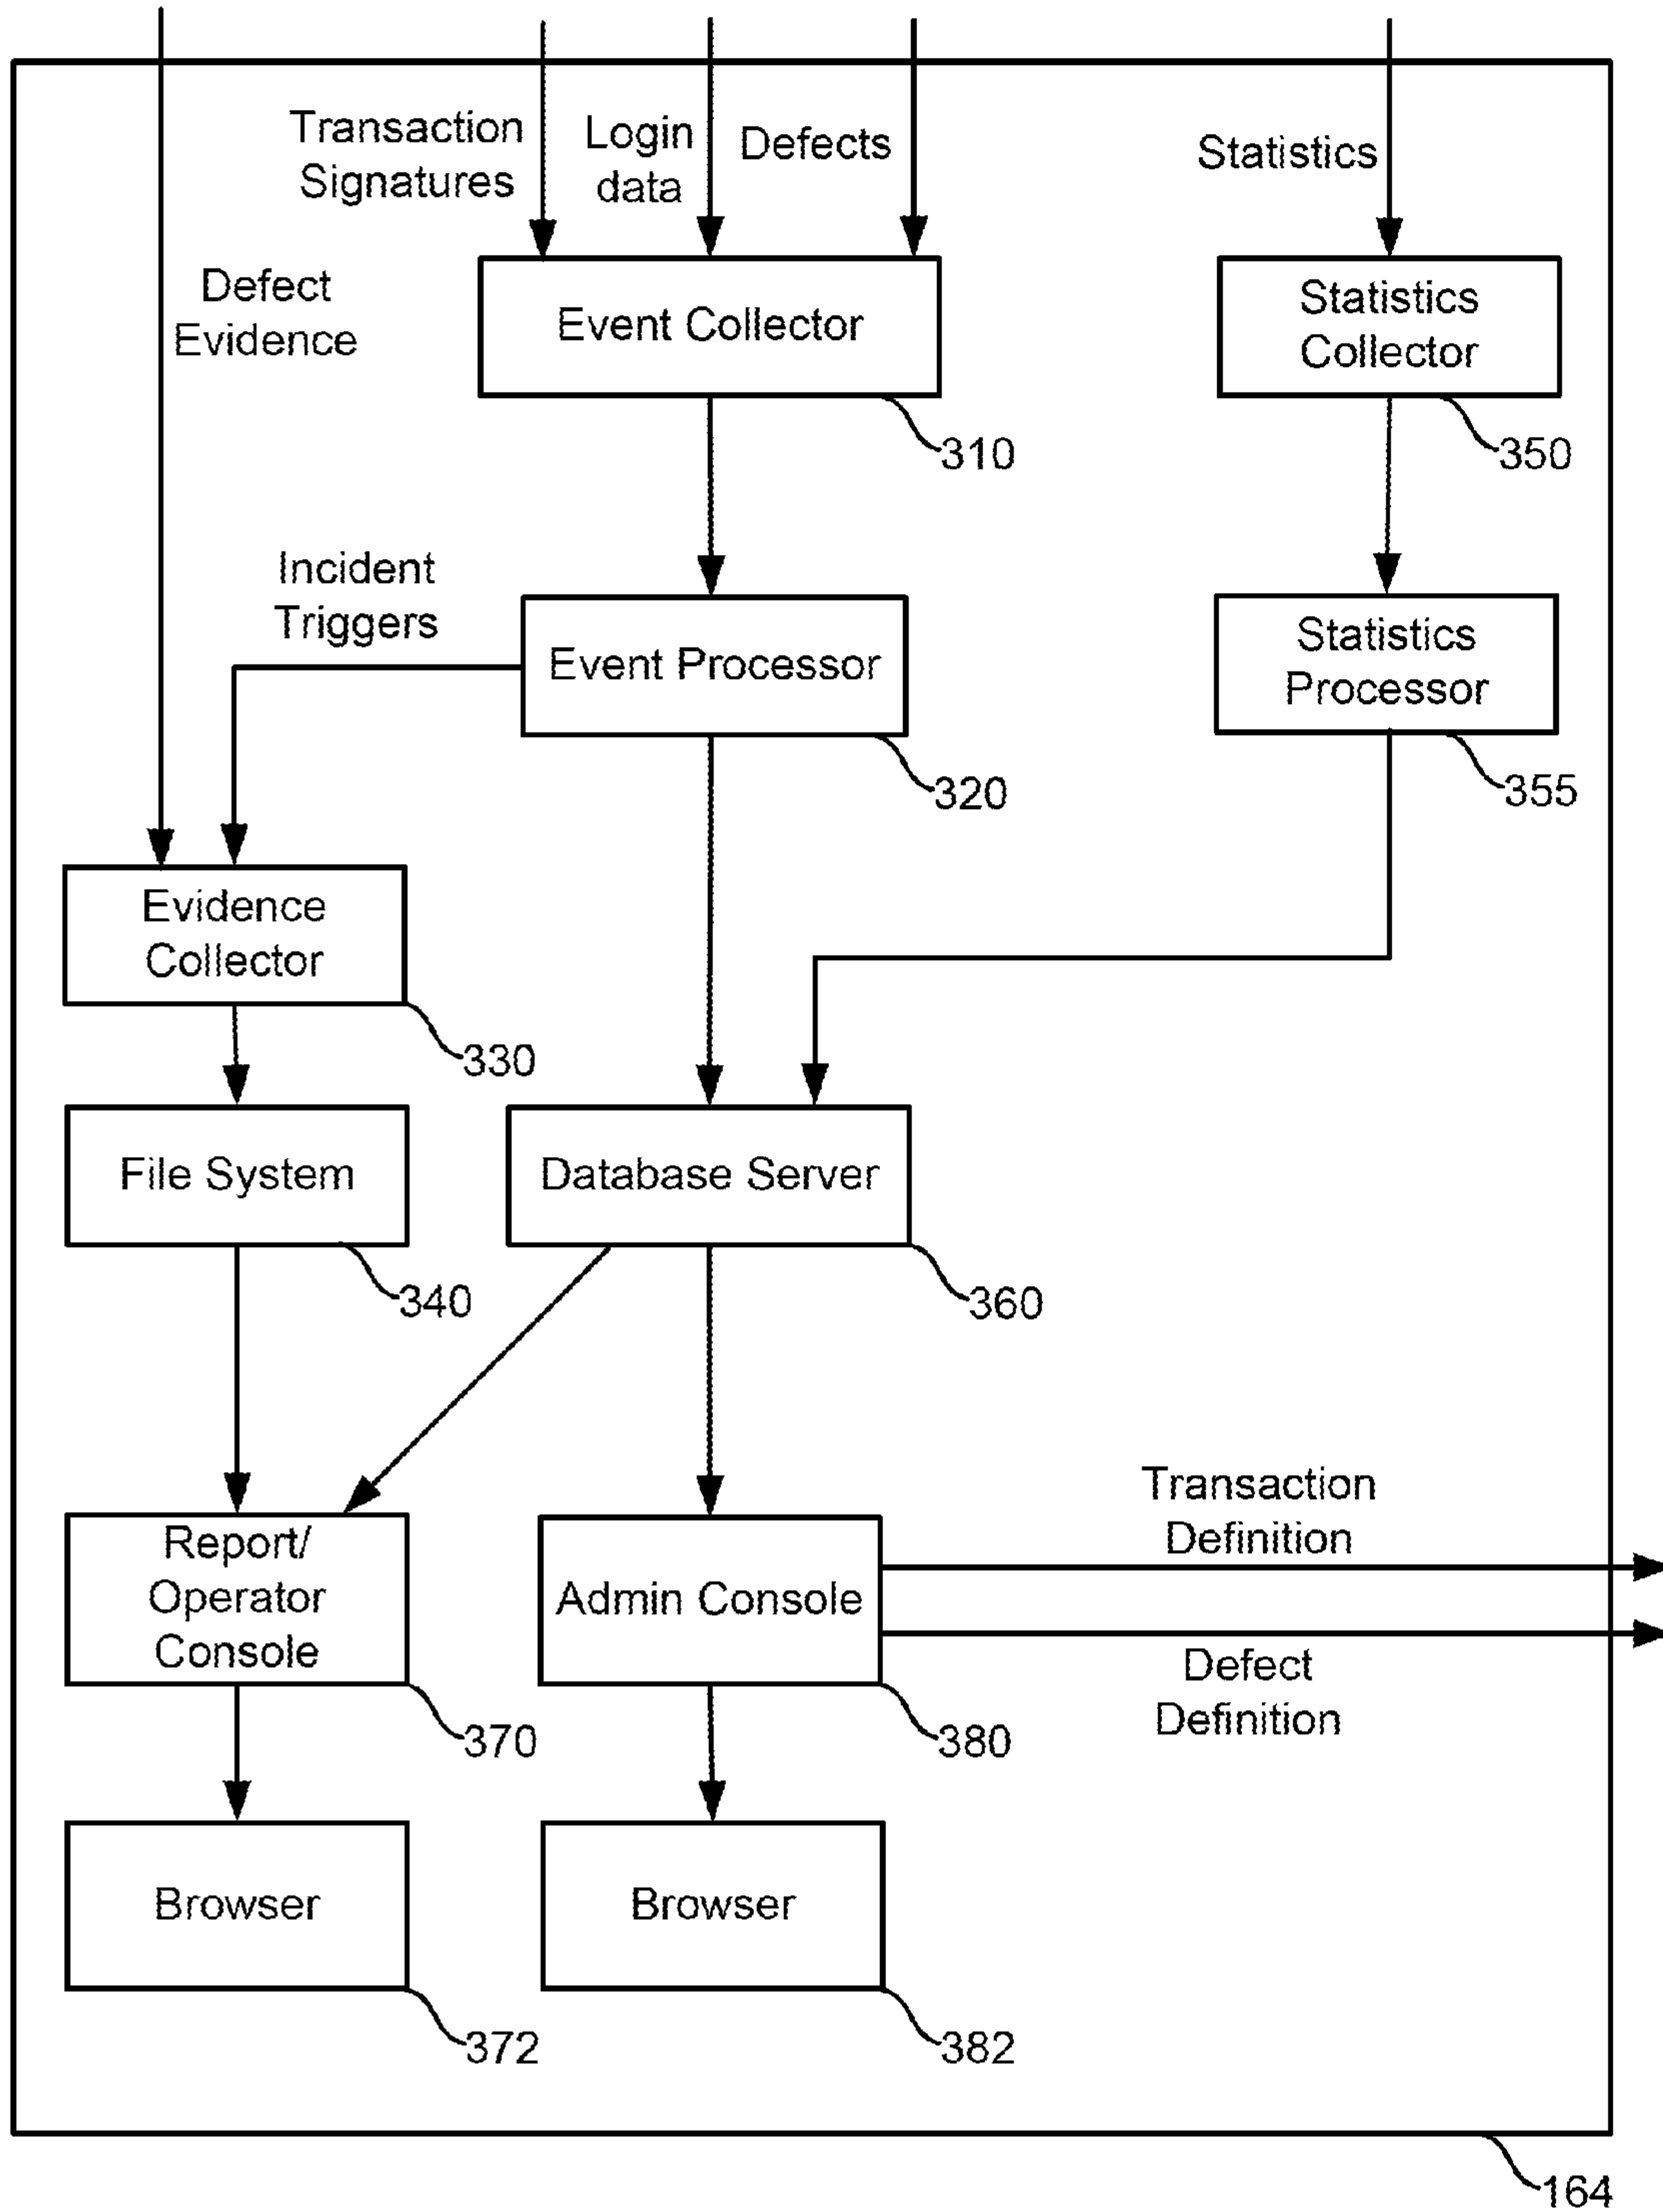 Transaction
Signatures
Login
data
Defects
Statistics
Defect
Evidence
Event Collector
310
Statistics
Collector
350
Incident
Triggers
Event Processor
320
Statistics
Processor
355
Evidence
Collector
330
File System
340
Database Server
360
Report/
Operator
Console
370
Admin Console
380
Transaction
Definition
Defect
Definition
Browser
372
Browser
382
164